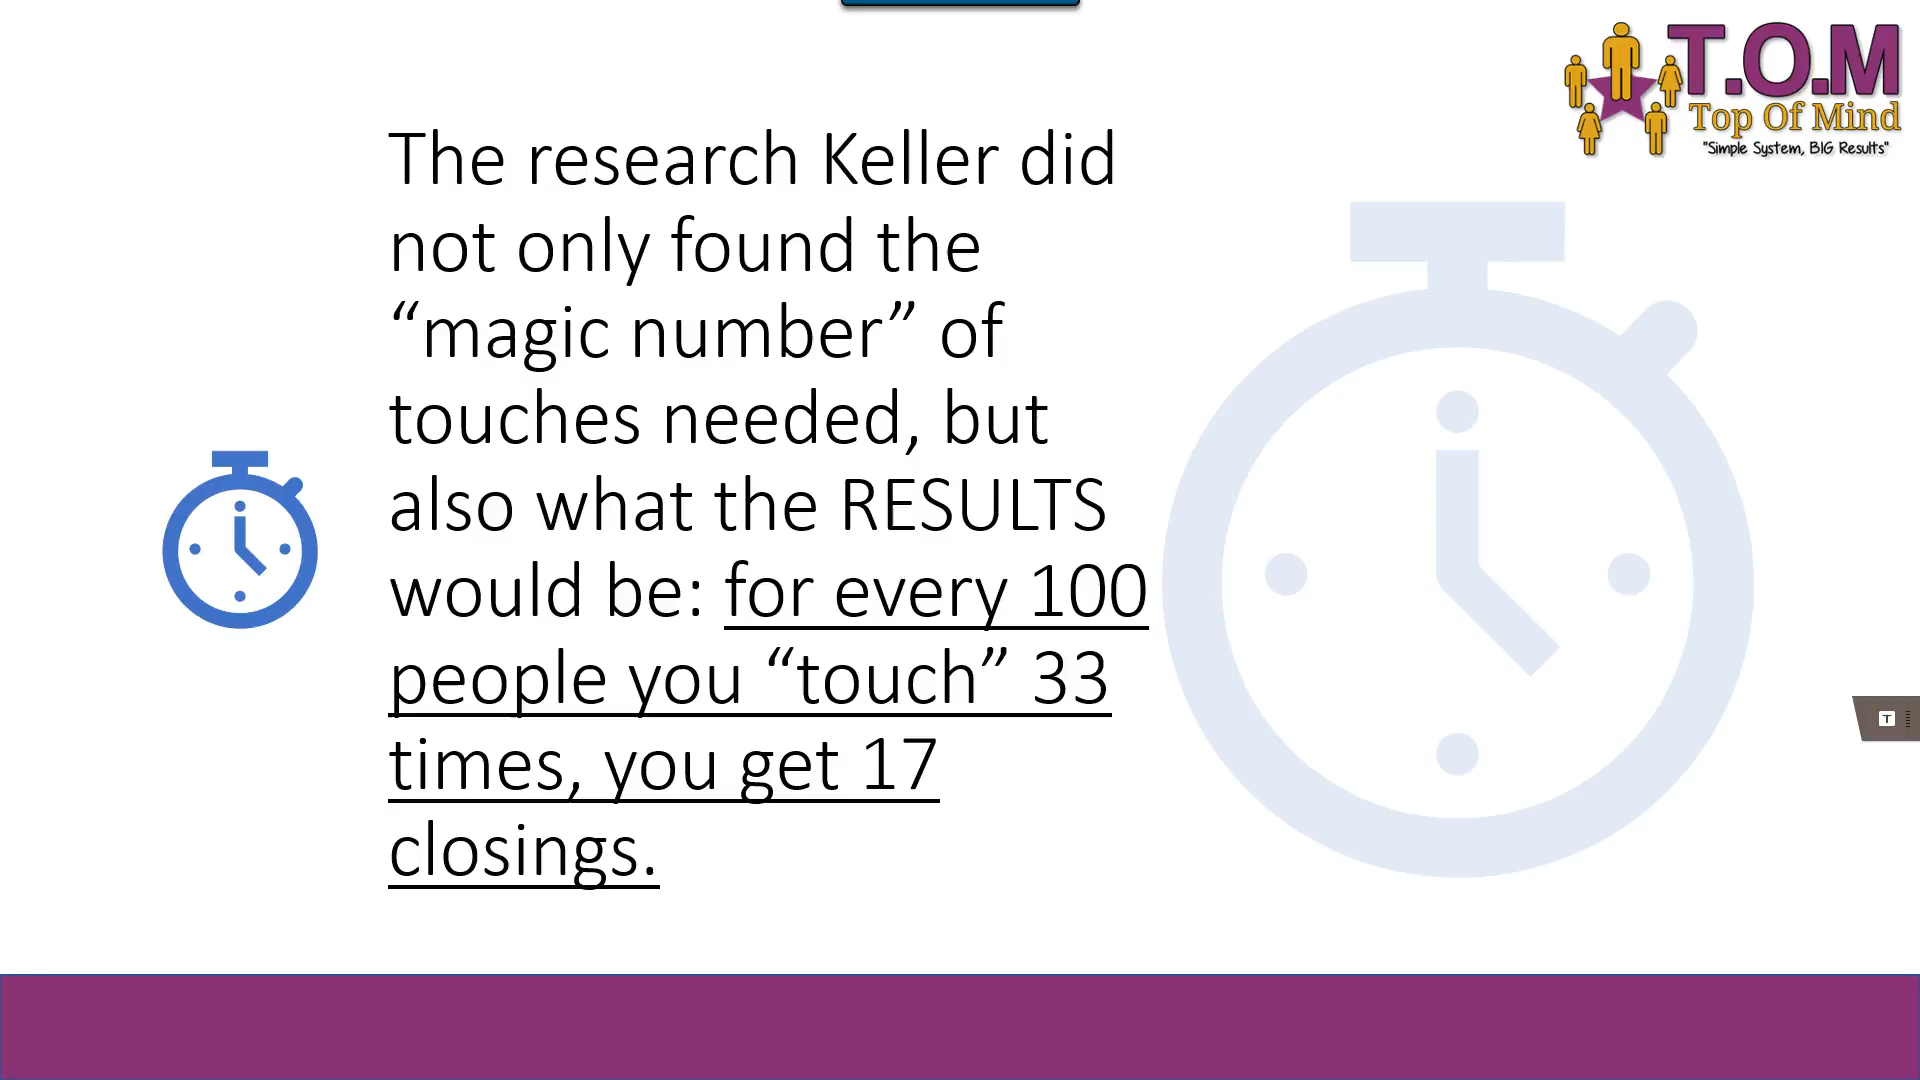 T.O.M
Top Of Mind
"Simple System, BIG Results"
The research Keller did
not only found the
“magic number” of
touches needed, but
also what the RESULTS
would be: for every 100
people you “touch” 33
times, you get 17
closings.
T